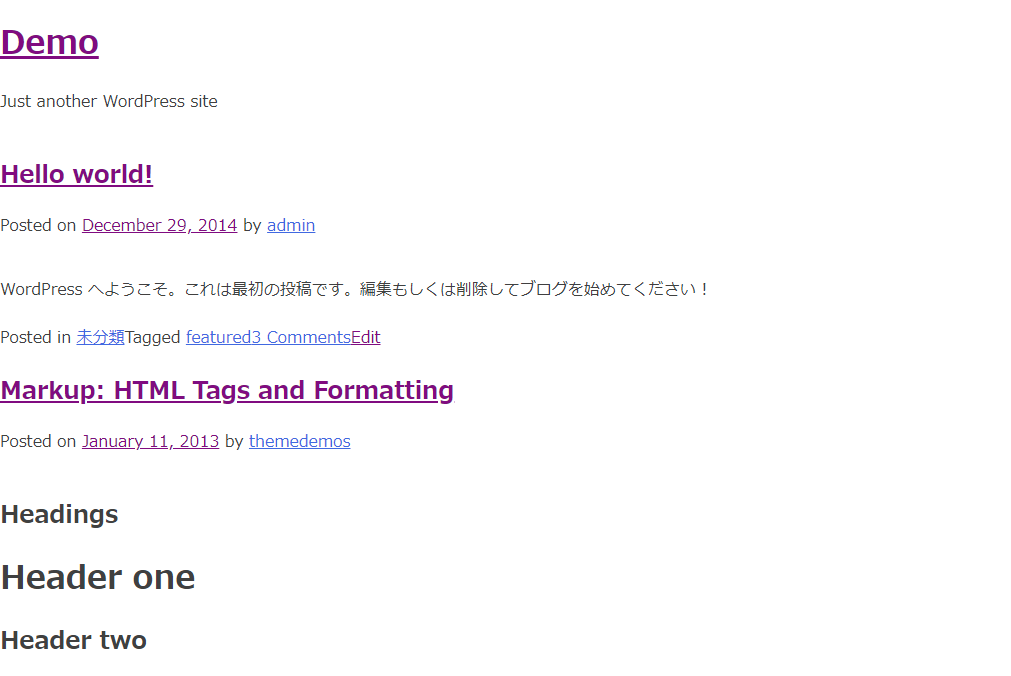 Demo
Just another WordPress site
Hello world!
Posted on December 29, 2014 by admin
WordPress へようこそ。これは最初の投稿です。編集もしくは削除してブログを始めてください！
Posted in 未分類Tagged featured3 CommentsEdit
Markup: HTML Tags and Formatting
Posted on January 11, 2013 by themedemos
Headings
Header one
Header two